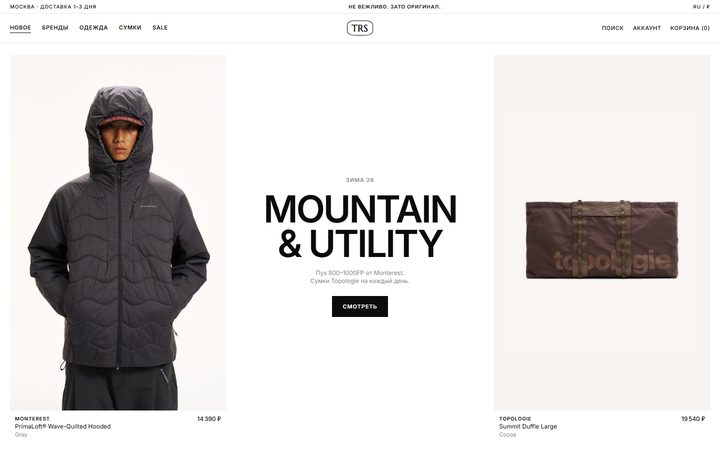 МОСКВА · ДОСТАВКА 1–3 ДНЯ
НЕ ВЕЖЛИВО. ЗАТО ОРИГИНАЛ.
RU / ₽
НОВОЕ БРЕНДЫ ОДЕЖДА СУМКИ SALE
TRS
ПОИСК АККАУНТ КОРЗИНА (0)
ЗИМА 26
MOUNTAIN
& UTILITY
Пух 800–1000FP от Monterest.
Сумки Topologie на каждый день.
СМОТРЕТЬ
topologie
MONTEREST 14 390 ₽
PrimaLoft® Wave-Quilted Hooded
Grey
TOPOLOGIE 19 540 ₽
Summit Duffle Large
Cocoa